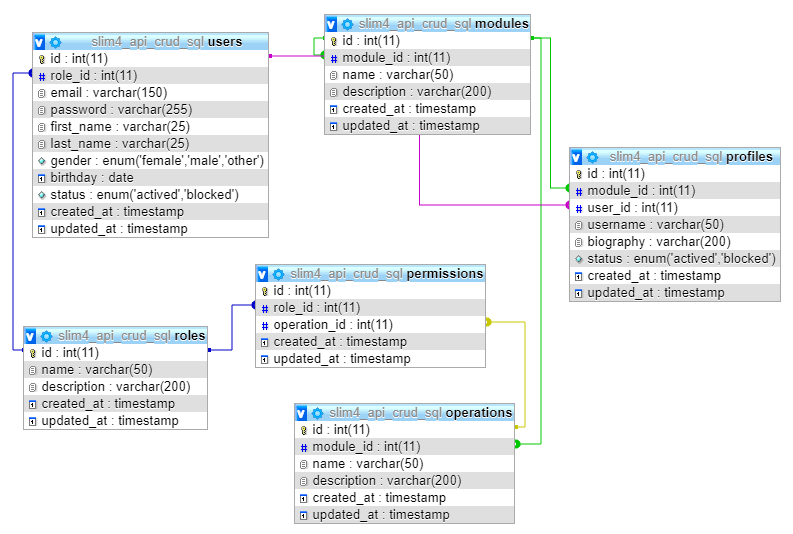 slim4_api_crud_sql users
id : int(11)
role_id : int(11)
email : varchar(150)
password : varchar(255)
first_name : varchar(25)
last_name : varchar(25)
gender : enum('female','male','other')
birthday : date
status : enum('actived','blocked')
created_at : timestamp
updated_at : timestamp
slim4_api_crud_sql modules
id : int(11)
module_id : int(11)
name : varchar(50)
description : varchar(200)
created_at : timestamp
updated_at : timestamp
slim4_api_crud_sql profiles
id : int(11)
module_id : int(11)
user_id : int(11)
username : varchar(50)
biography : varchar(200)
status : enum('actived','blocked')
created_at : timestamp
updated_at : timestamp
slim4_api_crud_sql permissions
id : int(11)
role_id : int(11)
operation_id : int(11)
created_at : timestamp
updated_at : timestamp
slim4_api_crud_sql roles
id : int(11)
name : varchar(50)
description : varchar(200)
created_at : timestamp
updated_at : timestamp
slim4_api_crud_sql operations
id : int(11)
module_id : int(11)
name : varchar(50)
description : varchar(200)
created_at : timestamp
updated_at : timestamp